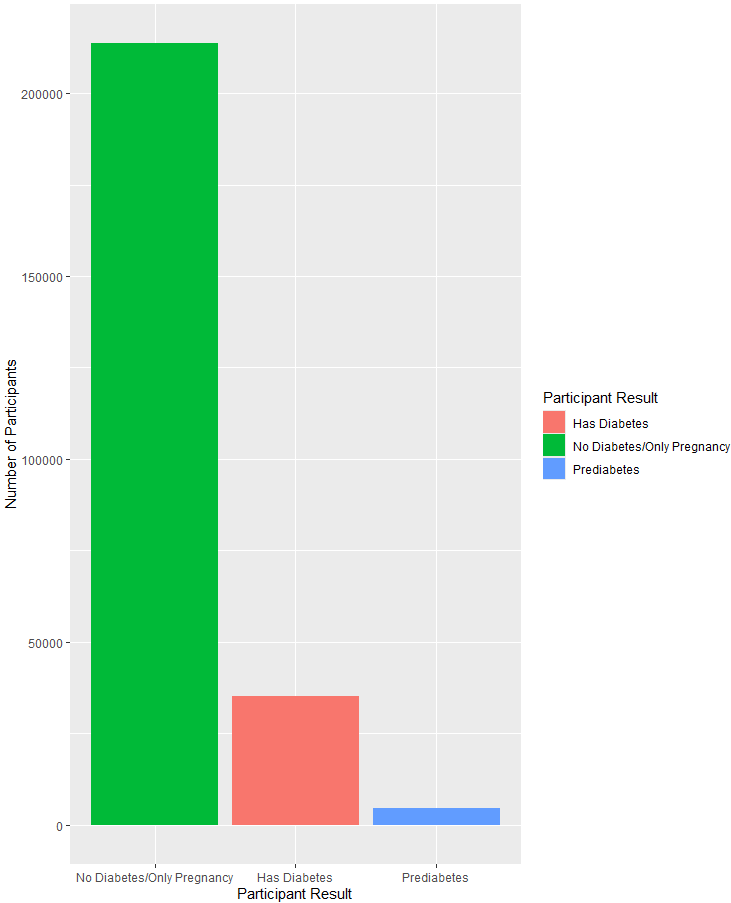 Number of Participants
200000
150000
100000
50000
0
No Diabetes/Only Pregnancy
Has Diabetes
Prediabetes
Participant Result
Participant Result
Has Diabetes
No Diabetes/Only Pregnancy
Prediabetes